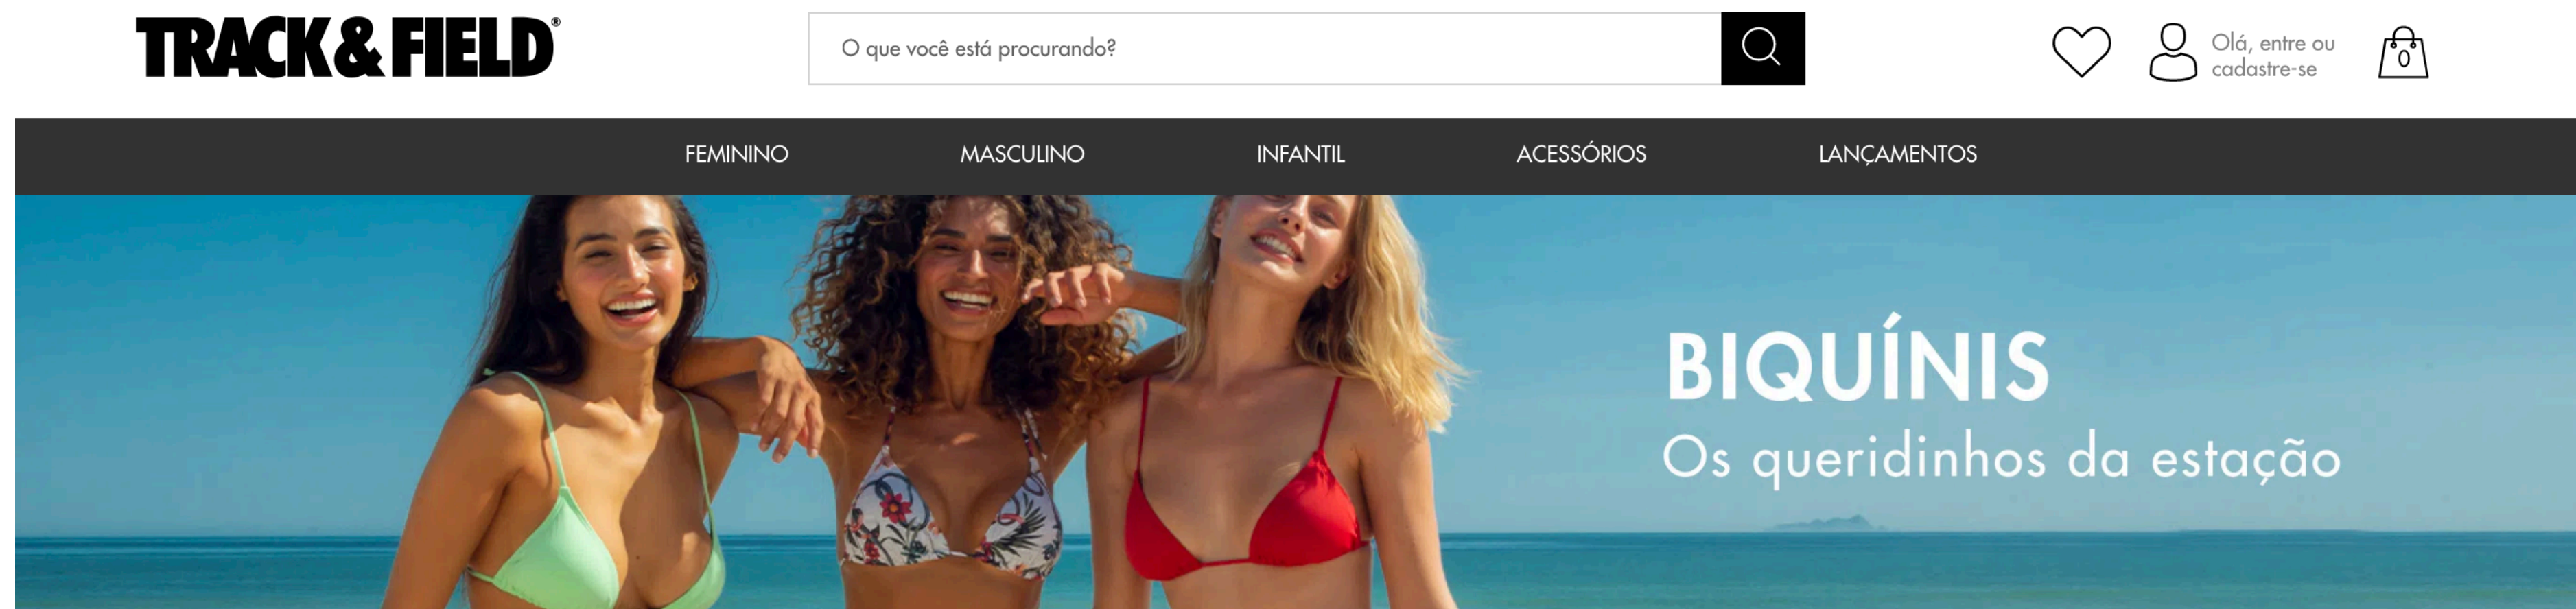 TRACK&FIELD®
O que você está procurando?
Olá, entre ou
cadastre-se
0
FEMININO MASCULINO INFANTIL ACESSÓRIOS LANÇAMENTOS
BIQUÍNIS
Os queridinhos da estação